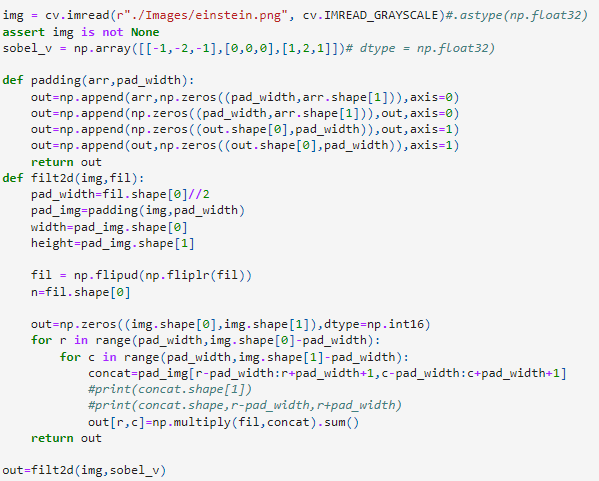 img = cv.imread(r"./Images/einstein.png", cv.IMREAD_GRAYSCALE)#.astype(np.float32)
assert img is not None
sobel_v = np.array([[-1,-2,-1],[0,0,0],[1,2,1]])# dtype = np.float32)

def padding(arr,pad_width):
    out=np.append(arr,np.zeros((pad_width,arr.shape[1])),axis=0)
    out=np.append(np.zeros((pad_width,arr.shape[1])),out,axis=0)
    out=np.append(np.zeros((out.shape[0],pad_width)),out,axis=1)
    out=np.append(out,np.zeros((out.shape[0],pad_width)),axis=1)
    return out
def filt2d(img,fil):
    pad_width=fil.shape[0]//2
    pad_img=padding(img,pad_width)
    width=pad_img.shape[0]
    height=pad_img.shape[1]

    fil = np.flipud(np.fliplr(fil))
    n=fil.shape[0]

    out=np.zeros((img.shape[0],img.shape[1]),dtype=np.int16)
    for r in range(pad_width,img.shape[0]-pad_width):
        for c in range(pad_width,img.shape[1]-pad_width):
            concat=pad_img[r-pad_width:r+pad_width+1,c-pad_width:c+pad_width+1]
            #print(concat.shape[1])
            #print(concat.shape,r-pad_width,r+pad_width)
            out[r,c]=np.multiply(fil,concat).sum()
    return out

out=filt2d(img,sobel_v)